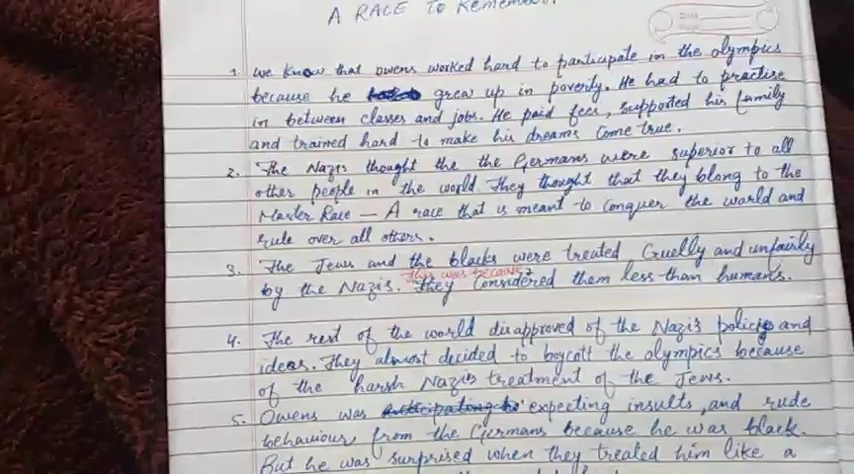 A RACE TO Remember.
1. We know that owens worked hard to participate in the olympics
because he grew up in poverty. He had to practise
in between classes and jobs. He paid fees, supported his family
and trained hard to make his dreams come true.
2. The Nazis thought the the Germans were superior to all
other people in the world. They thought that they blong to the
Master Race — A race that is meant to conquer the world and
rule over all others.
3. The Jews and the blacks were treated Cruelly and unfairly
This was because
by the Nazis. They Considered them less than humans.
4. The rest of the world disapproved of the Nazi's policies and
ideas. They almost decided to boycott the olympics because
of the harsh Nazis treatment of the Jews.
5. Owens was expecting insults, and rude
behaviour from the Germans because he was black.
But he was surprised when they treated him like a